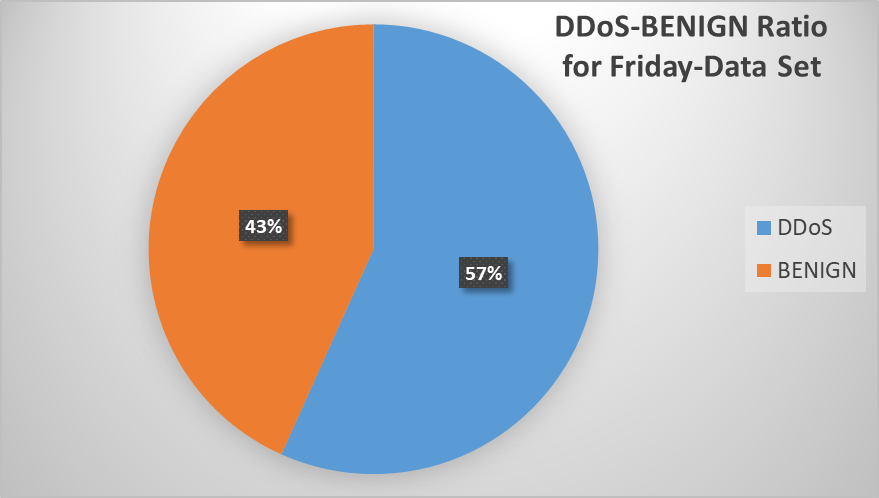 DDoS-BENIGN Ratio
for Friday-Data Set
43%
57%
DDoS
BENIGN